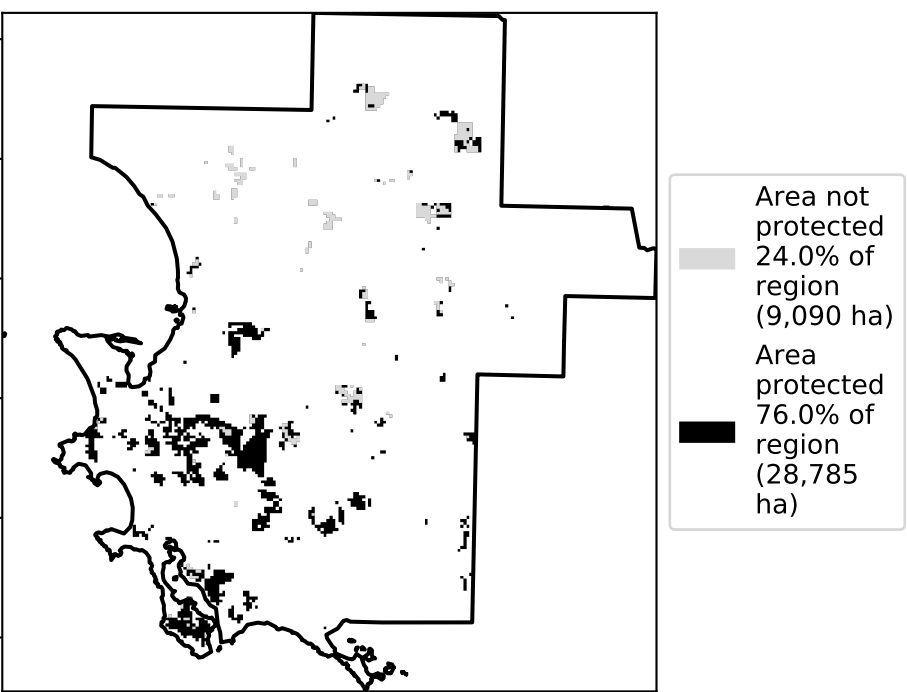 Area not
protected
24.0% of
region
(9,090 ha)
Area
protected
76.0% of
region
(28,785
ha)